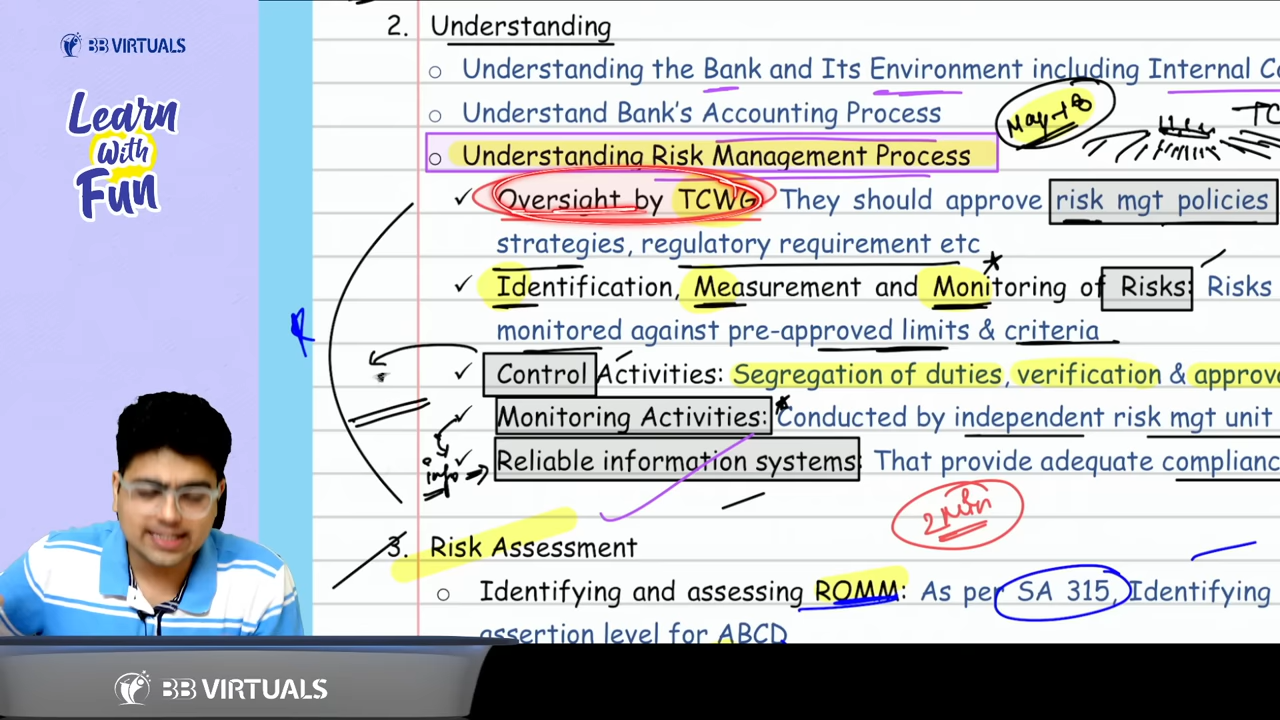 BB VIRTUALS
Learn
With
Fun
2. Understanding
○ Understanding the Bank and Its Environment including Internal Co
○ Understand Bank's Accounting Process
May-18
TC
○ Understanding Risk Management Process
✓ Oversight by TCWG They should approve risk mgt policies
strategies, regulatory requirement etc
✓ Identification, Measurement and Monitoring of Risks: Risks
monitored against pre-approved limits & criteria
✓ Control Activities: Segregation of duties, verification & approve
✓ Monitoring Activities: Conducted by independent risk mgt unit
✓ Reliable information systems: That provide adequate complianc
info
2 Min
3. Risk Assessment
○ Identifying and assessing ROMM: As per SA 315, Identifying
assertion level for ABCD
BB VIRTUALS